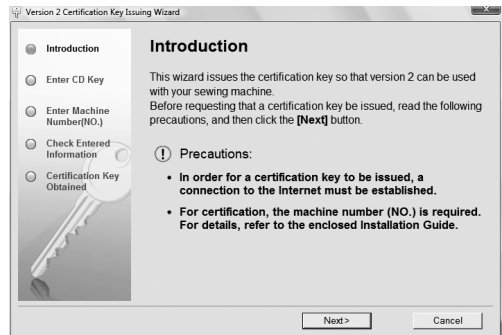 Version 2 Certification Key Issuing Wizard
Introduction
Enter CD Key
Enter Machine
Number(NO.)
Check Entered
Information
Certification Key
Obtained
Introduction
This wizard issues the certification key so that version 2 can be used
with your sewing machine.
Before requesting that a certification key be issued, read the following
precautions, and then click the [Next] button.
! Precautions:
• In order for a certification key to be issued, a
connection to the Internet must be established.
• For certification, the machine number (NO.) is required.
For details, refer to the enclosed Installation Guide.
Next>
Cancel